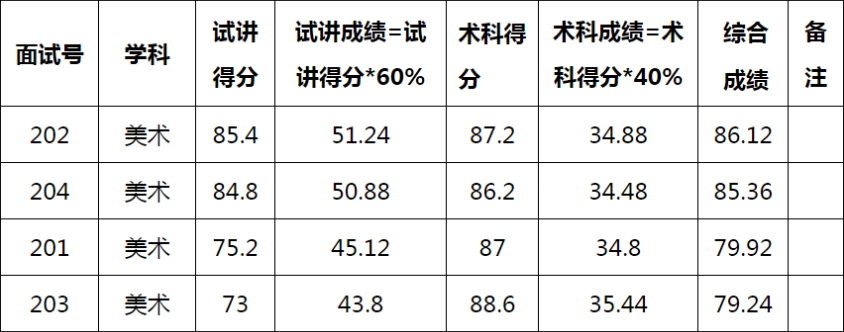 面试号 学科 试讲得分 试讲成绩=试讲得分*60% 术科得分 术科成绩=术科得分*40% 综合成绩 备注
202 美术 85.4 51.24 87.2 34.88 86.12
204 美术 84.8 50.88 86.2 34.48 85.36
201 美术 75.2 45.12 87 34.8 79.92
203 美术 73 43.8 88.6 35.44 79.24